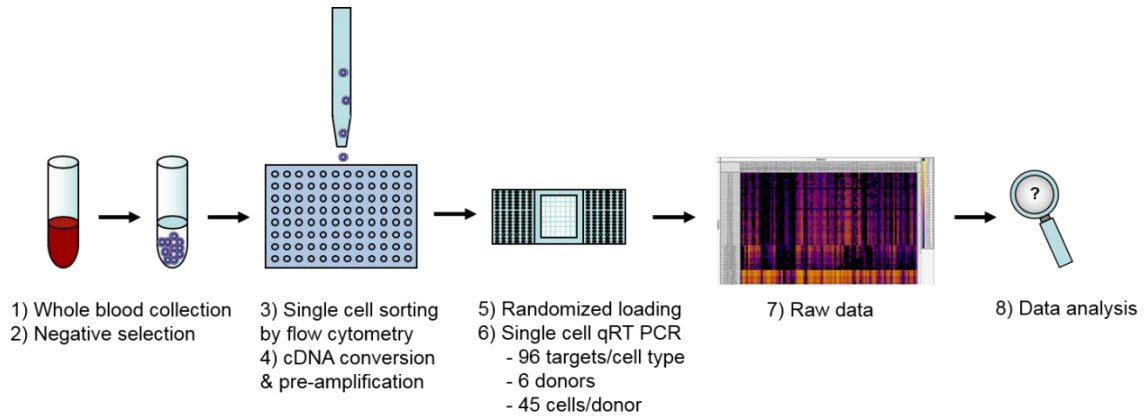 ?
1) Whole blood collection
2) Negative selection
3) Single cell sorting
by flow cytometry
4) cDNA conversion
& pre-amplification
5) Randomized loading
6) Single cell qRT PCR
- 96 targets/cell type
- 6 donors
- 45 cells/donor
7) Raw data
8) Data analysis